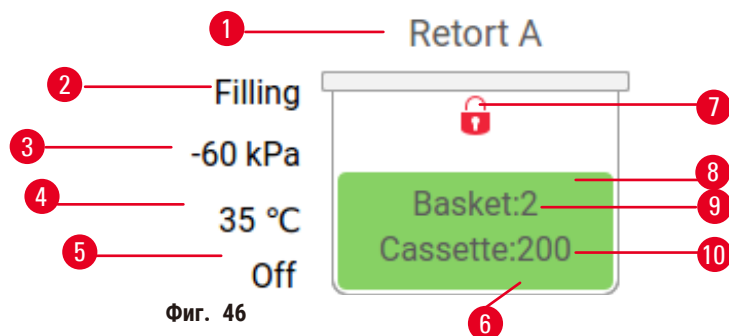 1 Retort A
2 Filling
7
3 -60 kPa
8
4 35 °C
Basket:2 9
5 Off
Cassette:200 10
Фиг. 46
6